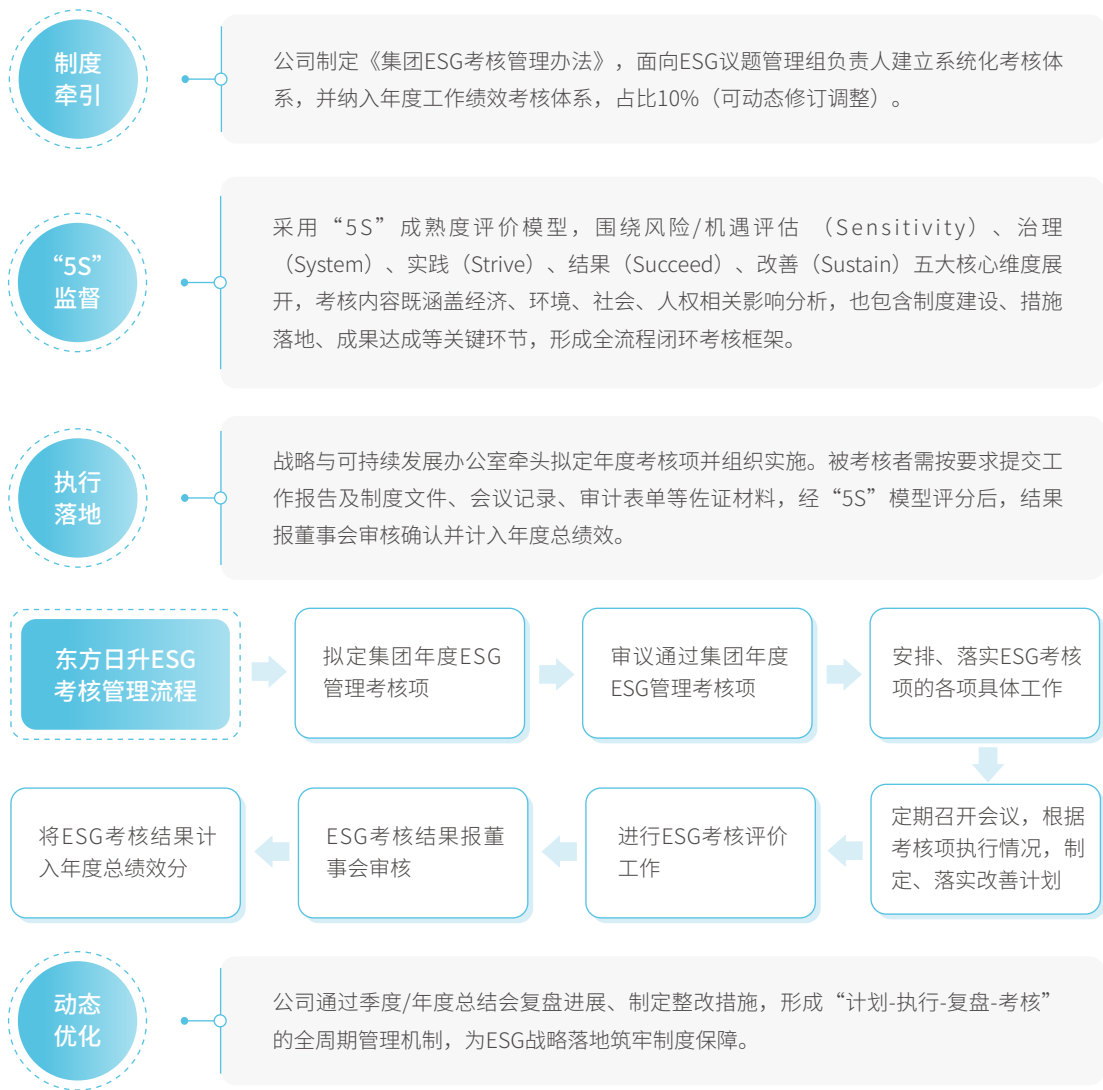 制度
牵引
公司制定《集团ESG考核管理办法》，面向ESG议题管理组负责人建立系统化考核体
系，并纳入年度工作绩效考核体系，占比10%（可动态修订调整）。
“5S”
监督
采用“5S”成熟度评价模型，围绕风险/机遇评估 （Sensitivity）、治理
（System）、实践（Strive）、结果（Succeed）、改善（Sustain）五大核心维度展
开，考核内容既涵盖经济、环境、社会、人权相关影响分析，也包含制度建设、措施
落地、成果达成等关键环节，形成全流程闭环考核框架。
执行
落地
战略与可持续发展办公室牵头拟定年度考核项并组织实施。被考核者需按要求提交工
作报告及制度文件、会议记录、审计表单等佐证材料，经“5S”模型评分后，结果
报董事会审核确认并计入年度总绩效。
东方日升ESG
考核管理流程
拟定集团年度ESG
管理考核项
审议通过集团年度
ESG管理考核项
安排、落实ESG考核
项的各项具体工作
定期召开会议，根据
考核项执行情况，制
定、落实改善计划
进行ESG考核评价
工作
ESG考核结果报董
事会审核
将ESG考核结果计
入年度总绩效分
动态
优化
公司通过季度/年度总结会复盘进展、制定整改措施，形成“计划-执行-复盘-考核”
的全周期管理机制，为ESG战略落地筑牢制度保障。